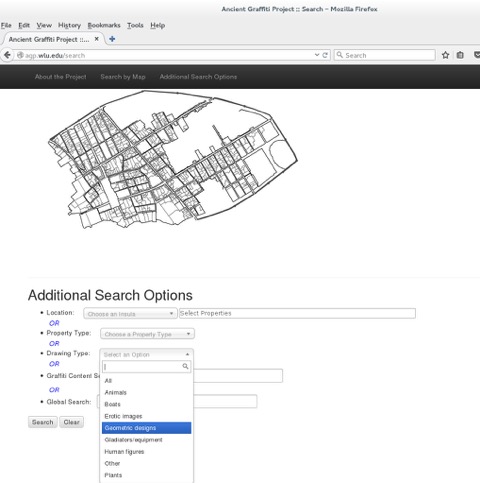 Ancient Graffiti Project :: Search - Mozilla Firefox
File Edit View History Bookmarks Tools Help
Ancient Graffiti Project ::...
agp.wlu.edu/search
Search
About the Project Search by Map Additional Search Options
Additional Search Options
Location: Choose an Insula Select Properties
OR
Property Type: Choose a Property Type
OR
Drawing Type: Select an Option
OR
Graffiti Content Se
All
Animals
OR
Boats
Global Search:
Erotic images
Search Clear
Geometric designs
Gladiators/equipment
Human figures
Other
Plants